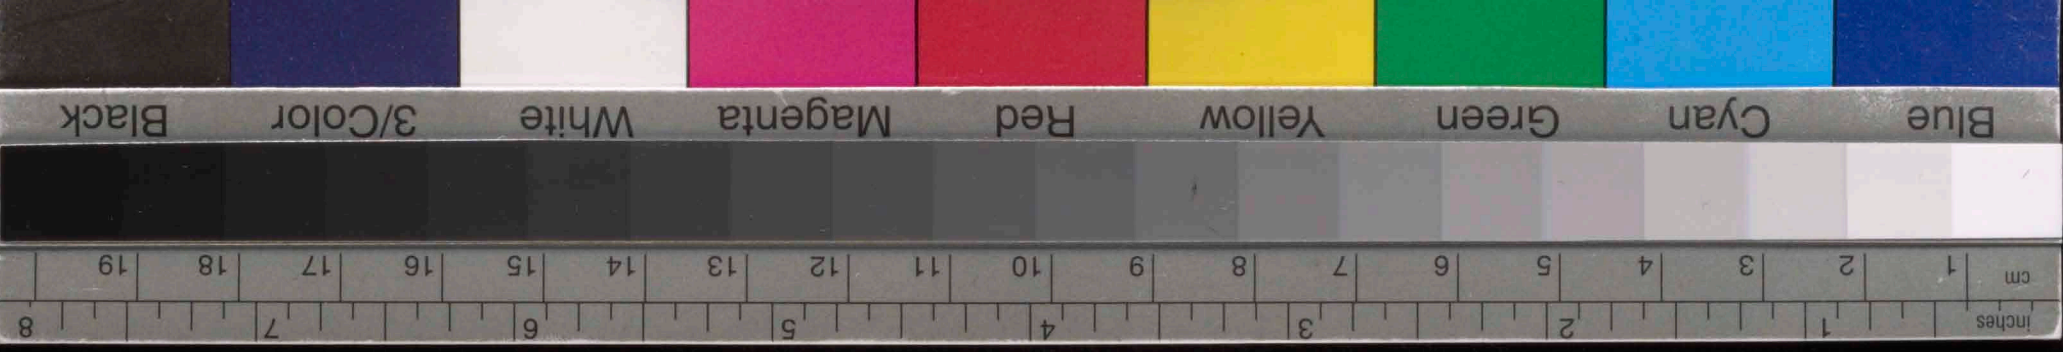 inches 1 2 3 4 5 6 7 8
cm 1 2 3 4 5 6 7 8 9 10 11 12 13 14 15 16 17 18 19
Blue Cyan Green Yellow Red Magenta White 3/Color Black